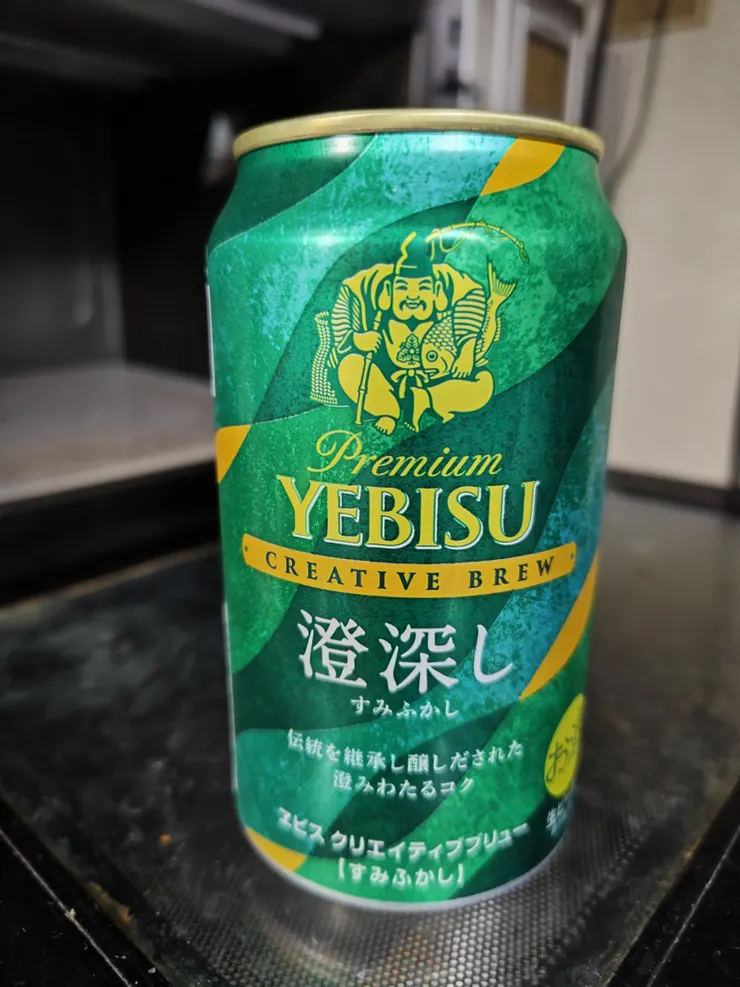 Premium
YEBISU
CREATIVE BREW
澄深し
すみふかし
伝統を継承し醸しだされた
澄みわたるコク
ヱビス クリエイティブブリュー
【すみふかし】
お